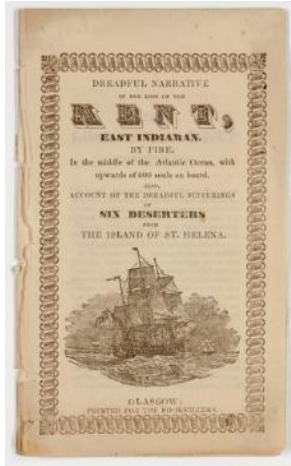 DREADFUL NARRATIVE
OF THE LOSS OF THE
KENT,
EAST INDIAMAN,
BY FIRE,
In the middle of the Atlantic Ocean, with
upwards of 600 souls on board.
ALSO,
ACCOUNT OF THE DREADFUL SUFFERINGS
OF
SIX DESERTERS
FROM
THE ISLAND OF ST. HELENA.
GLASGOW:
PRINTED FOR THE BOOKSELLERS.